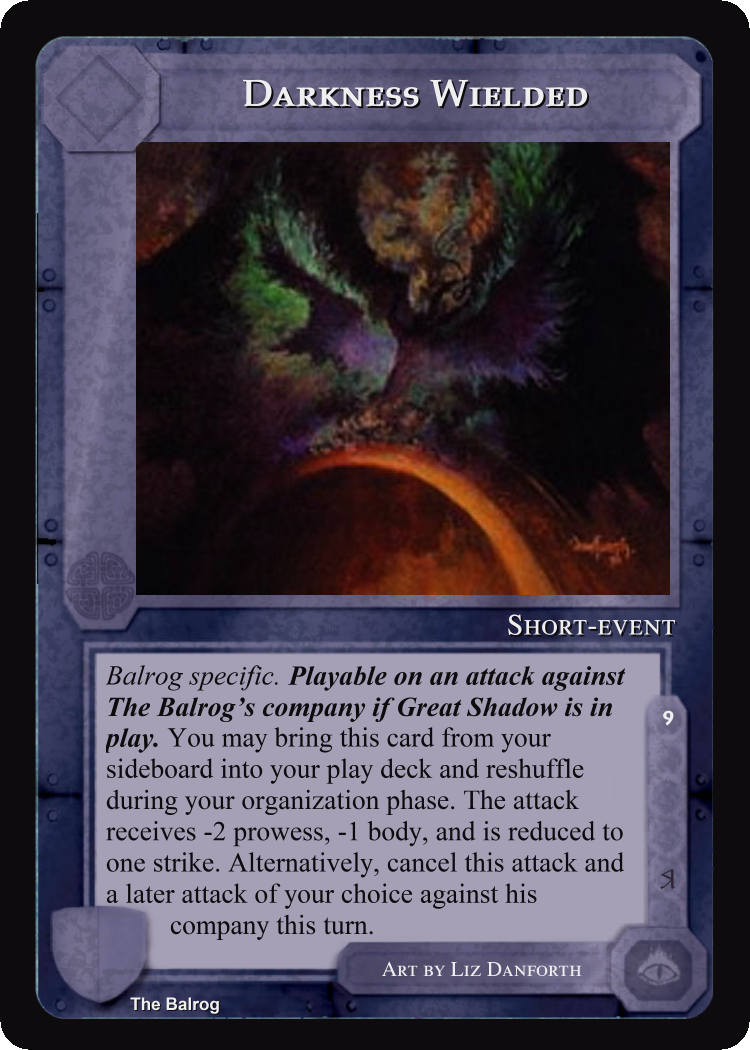 Darkness Wielded
Short-event
Balrog specific. Playable on an attack against
The Balrog's company if Great Shadow is in
play. You may bring this card from your
sideboard into your play deck and reshuffle
during your organization phase. The attack
receives -2 prowess, -1 body, and is reduced to
one strike. Alternatively, cancel this attack and
a later attack of your choice against his
company this turn.
9
Art by Liz Danforth
The Balrog